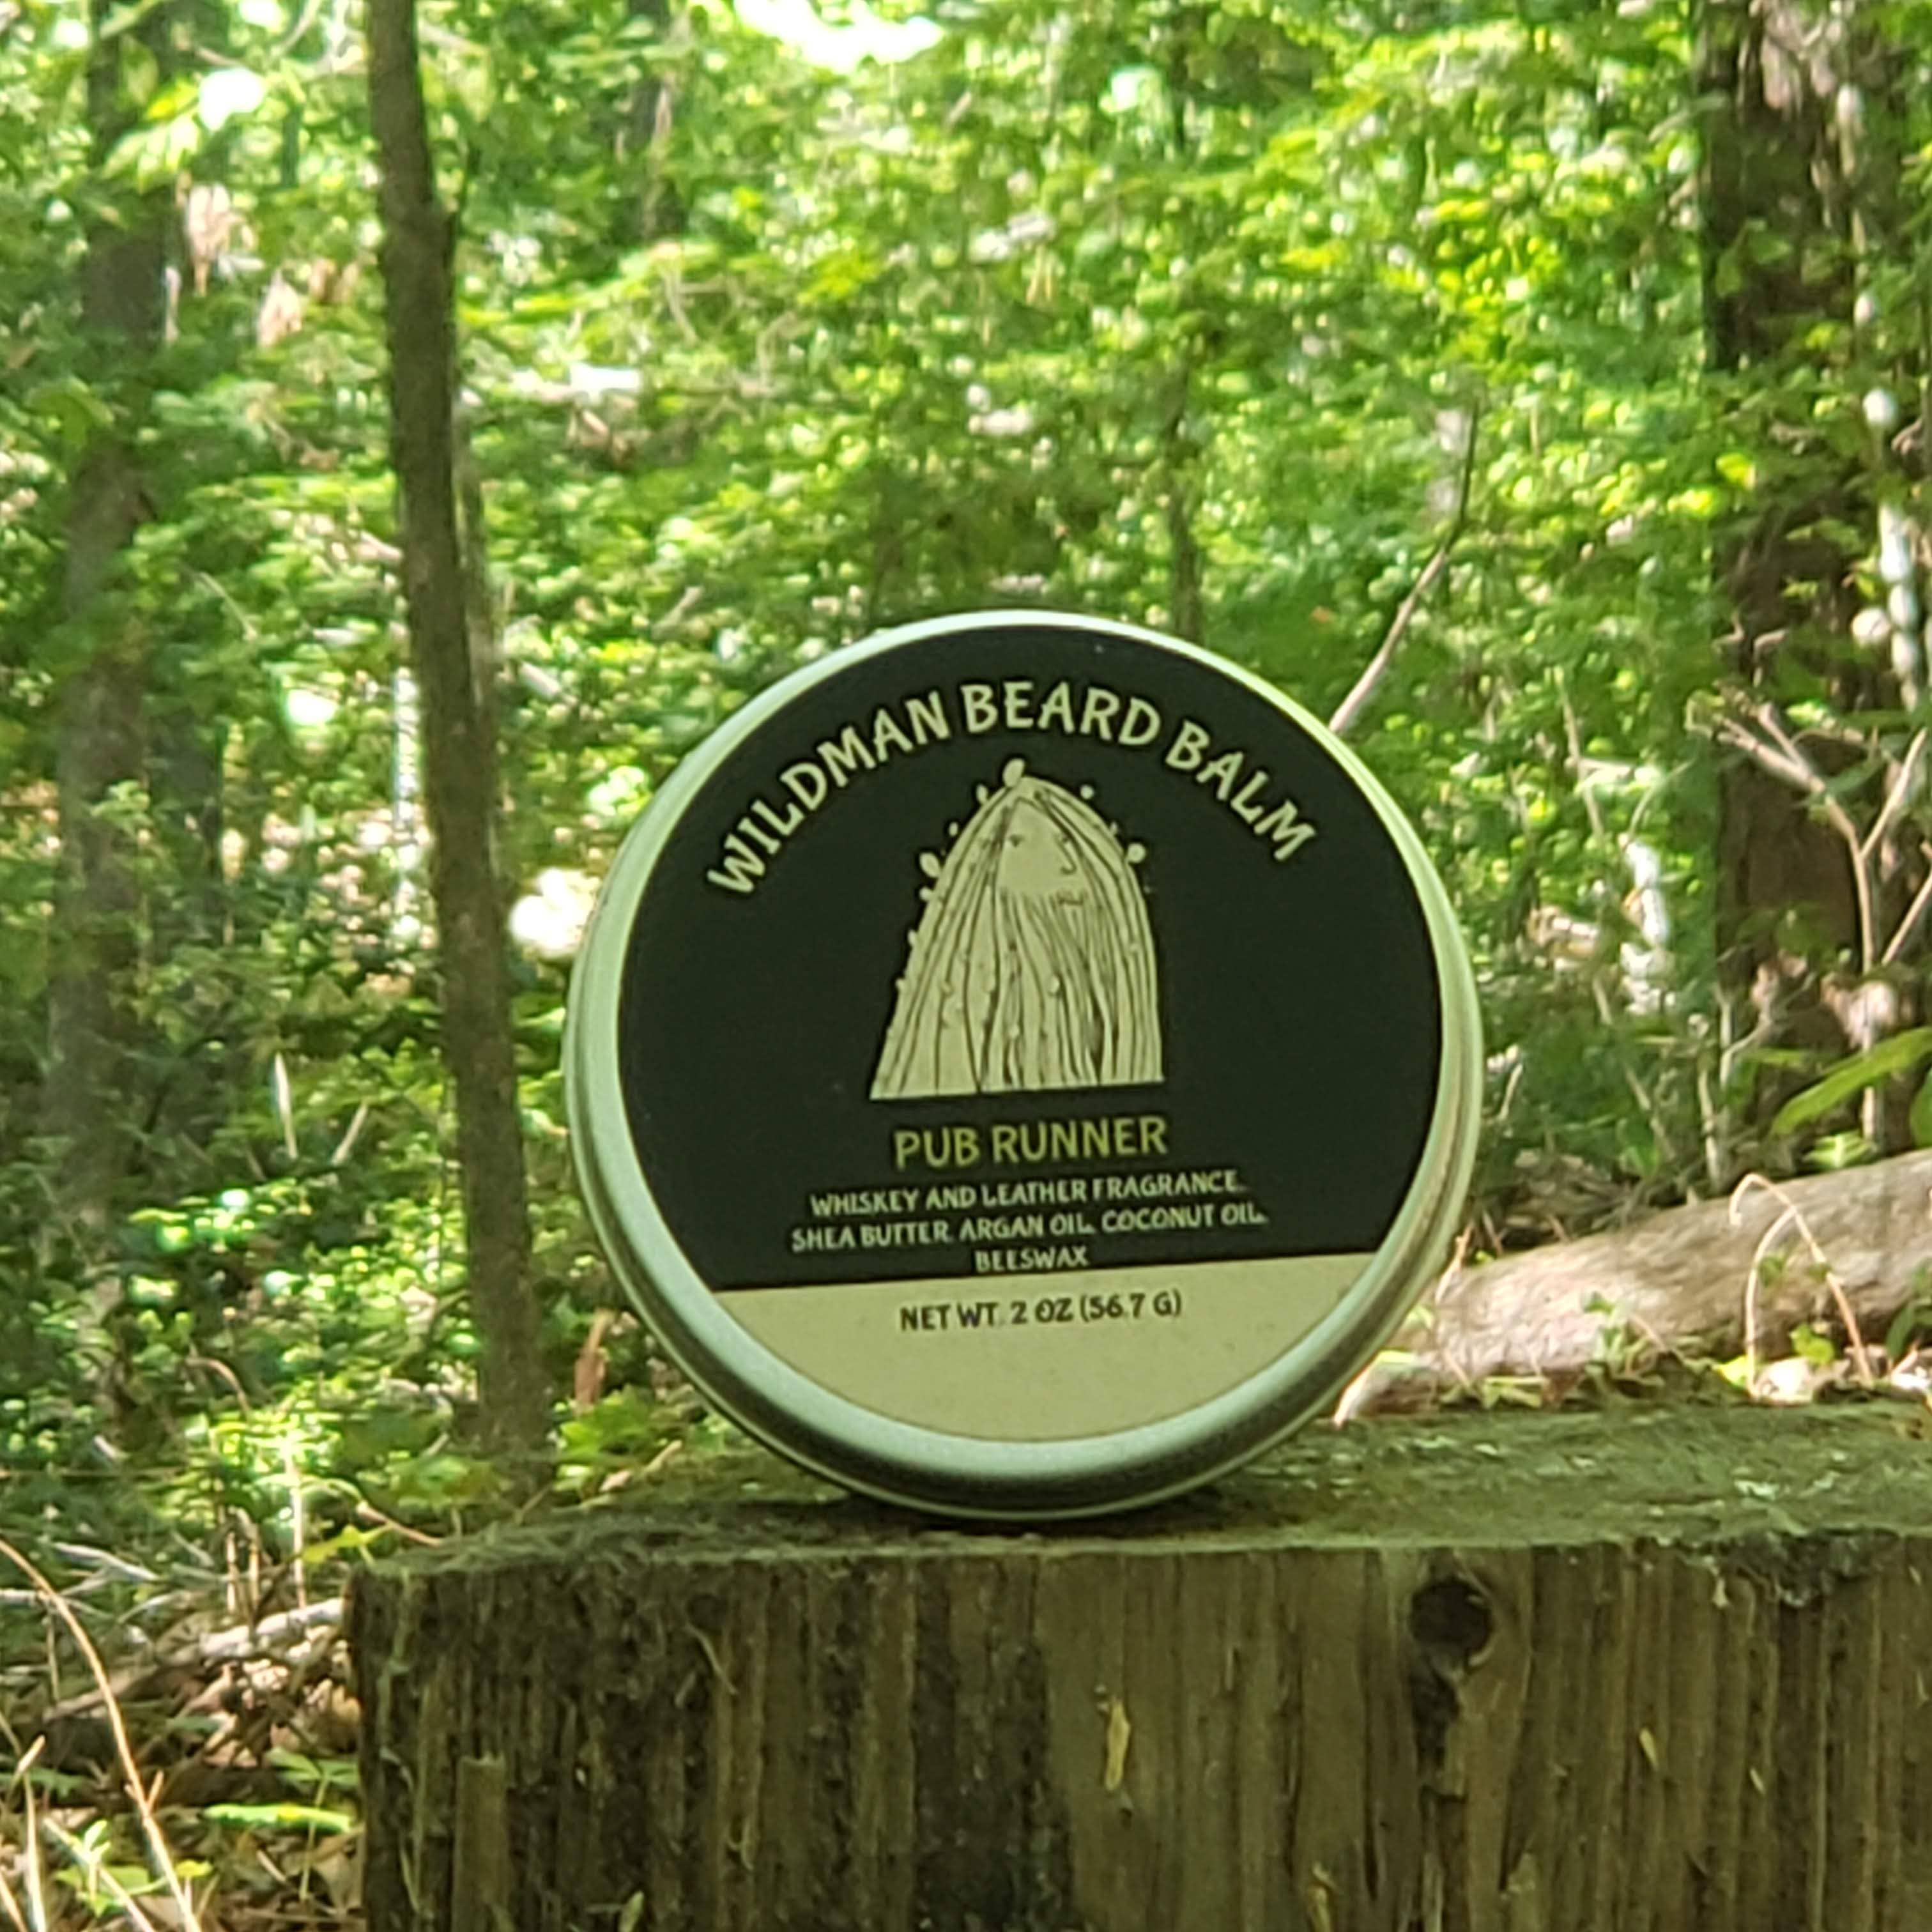 WILDMAN BEARD BALM
PUB RUNNER
WHISKEY AND LEATHER FRAGRANCE.
SHEA BUTTER, ARGAN OIL, COCONUT OIL,
BEESWAX
NET WT. 2 OZ (56.7 G)